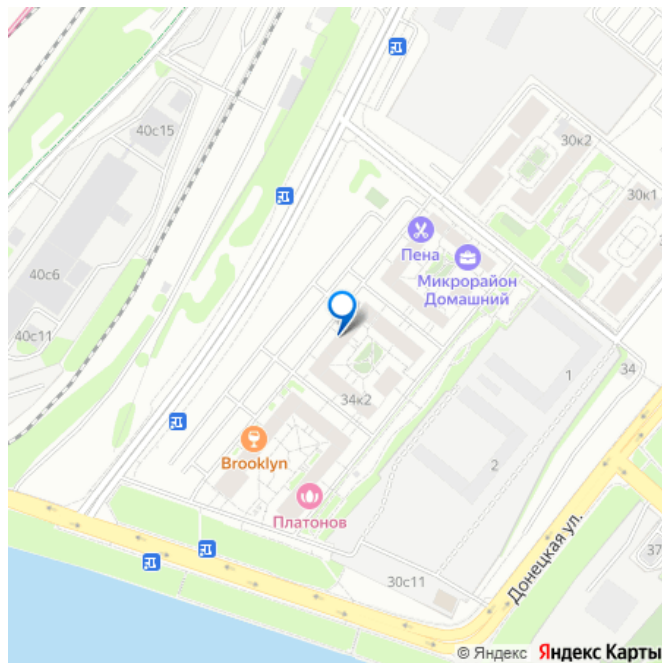 40с15
30к2
30к1
Пена
Микрорайон
Домашний
40с6
40с11
34
1
34к2
Brooklyn
2
Платонов
Донецкая ул.
37
30с11
© Яндекс Яндекс Карты